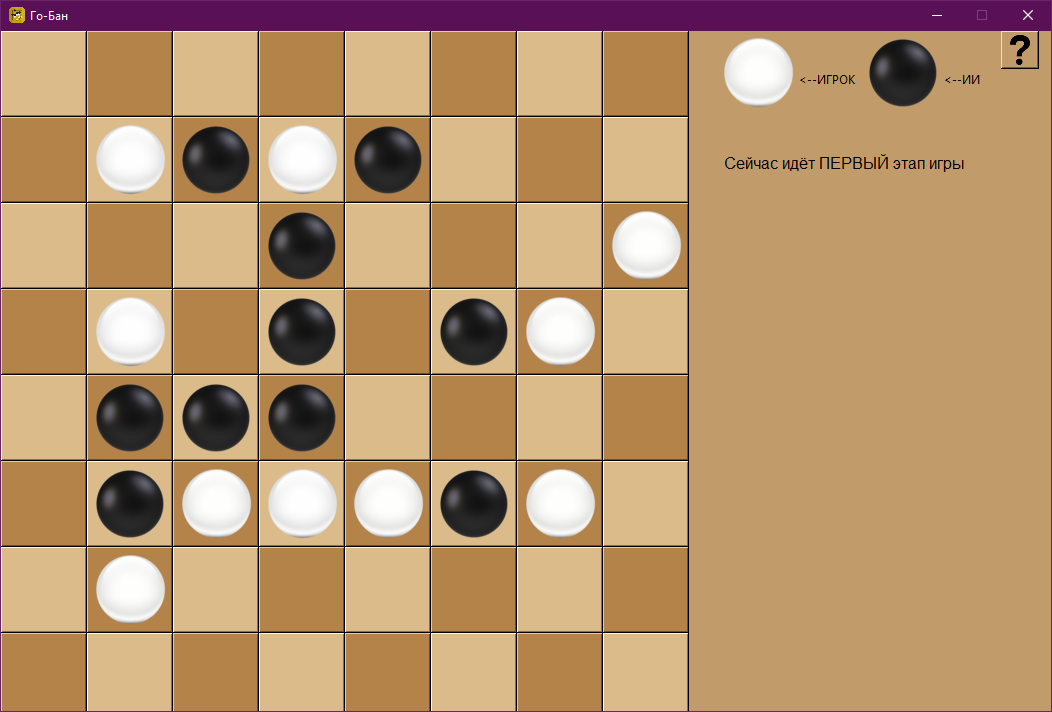 Го-Бан
?
<--ИГРОК
<--ИИ
Сейчас идёт ПЕРВЫЙ этап игры